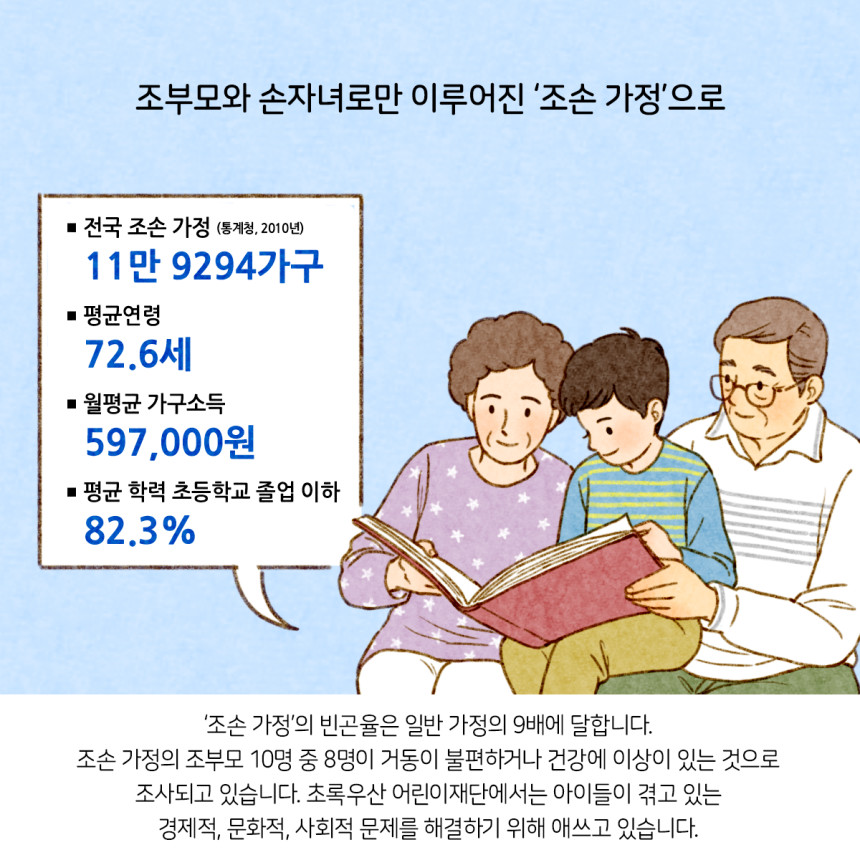 조부모와 손자녀로만 이루어진 ‘조손 가정’으로
■ 전국 조손 가정 (통계청, 2010년)
11만 9294가구
■ 평균연령
72.6세
■ 월평균 가구소득
597,000원
■ 평균 학력 초등학교 졸업 이하
82.3%
‘조손 가정’의 빈곤율은 일반 가정의 9배에 달합니다.
조손 가정의 조부모 10명 중 8명이 거동이 불편하거나 건강에 이상이 있는 것으로
조사되고 있습니다. 초록우산 어린이재단에서는 아이들이 겪고 있는
경제적, 문화적, 사회적 문제를 해결하기 위해 애쓰고 있습니다.